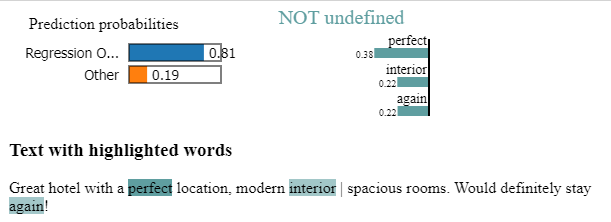 Prediction probabilities
Regression O... 0.81
Other 0.19
NOT undefined
perfect
0.38
interior
0.22
again
0.22
Text with highlighted words
Great hotel with a perfect location, modern interior | spacious rooms. Would definitely stay
again!